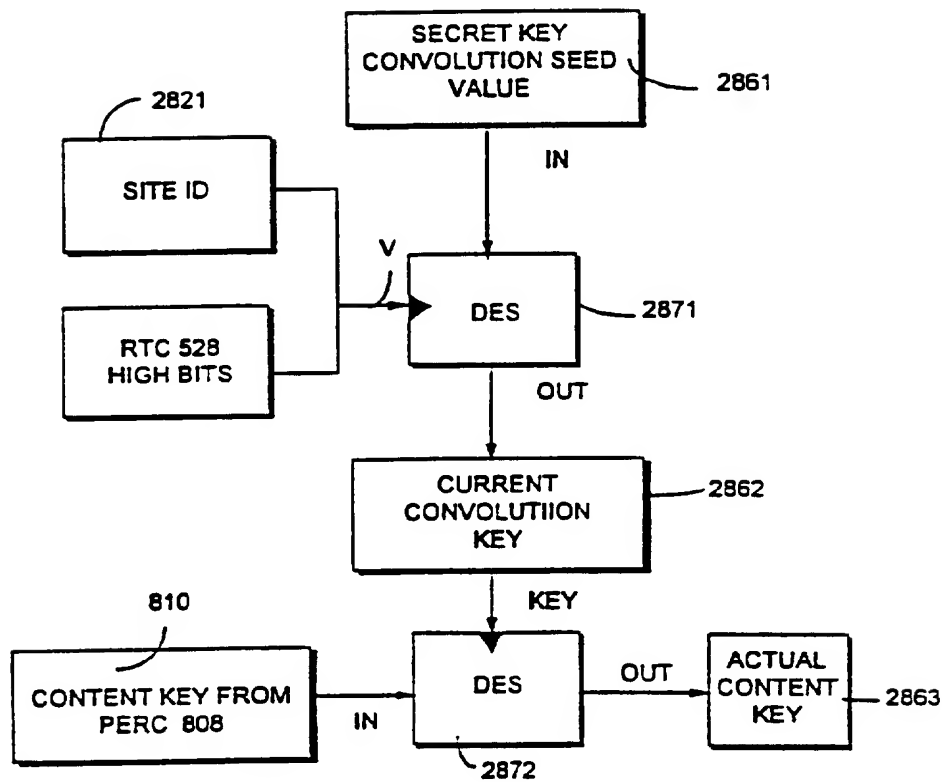 SECRET KEY
CONVOLUTION SEED
VALUE
2861
2821
SITE ID
IN
V
DES
2871
RTC 528
HIGH BITS
OUT
CURRENT
CONVOLUTIION
KEY
2862
KEY
810
CONTENT KEY FROM
PERC 808
IN
DES
2872
OUT
ACTUAL
CONTENT
KEY
2863